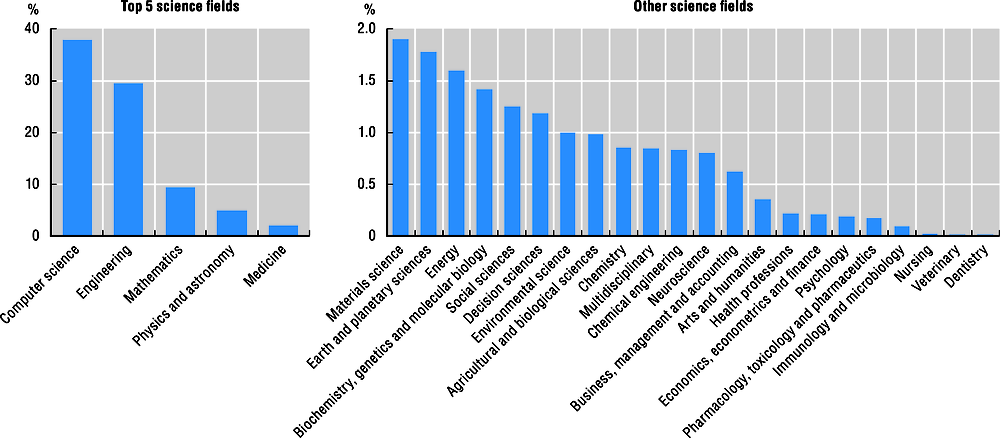 Top 5 science fields
%
40
30
20
10
0
Computer science
Engineering
Mathematics
Physics and astronomy
Medicine
Other science fields
%
2.0
1.5
1.0
0.5
0
Materials science
Earth and planetary sciences
Energy
Biochemistry, genetics and molecular biology
Social sciences
Decision sciences
Environmental science
Agricultural and biological sciences
Chemistry
Multidisciplinary
Chemical engineering
Neuroscience
Business, management and accounting
Arts and humanities
Health professions
Economics, econometrics and finance
Psychology
Pharmacology, toxicology and pharmaceutics
Immunology and microbiology
Nursing
Veterinary
Dentistry